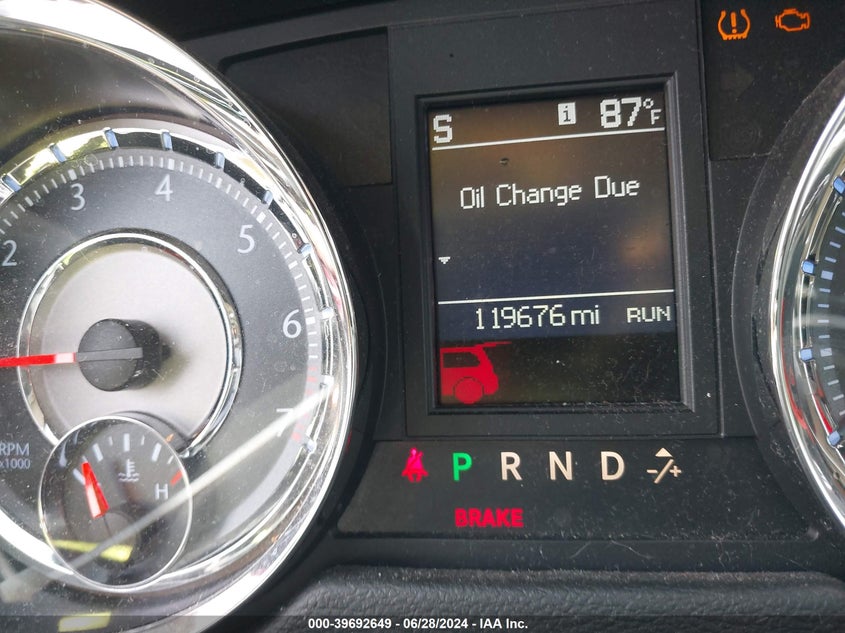 S i 87°F
Oil Change Due
119676 mi RUN
2 3 4 5 6 7
RPM
x1000
H
P R N D -/+
BRAKE
000-39692649 - 06/28/2024 - IAA Inc.